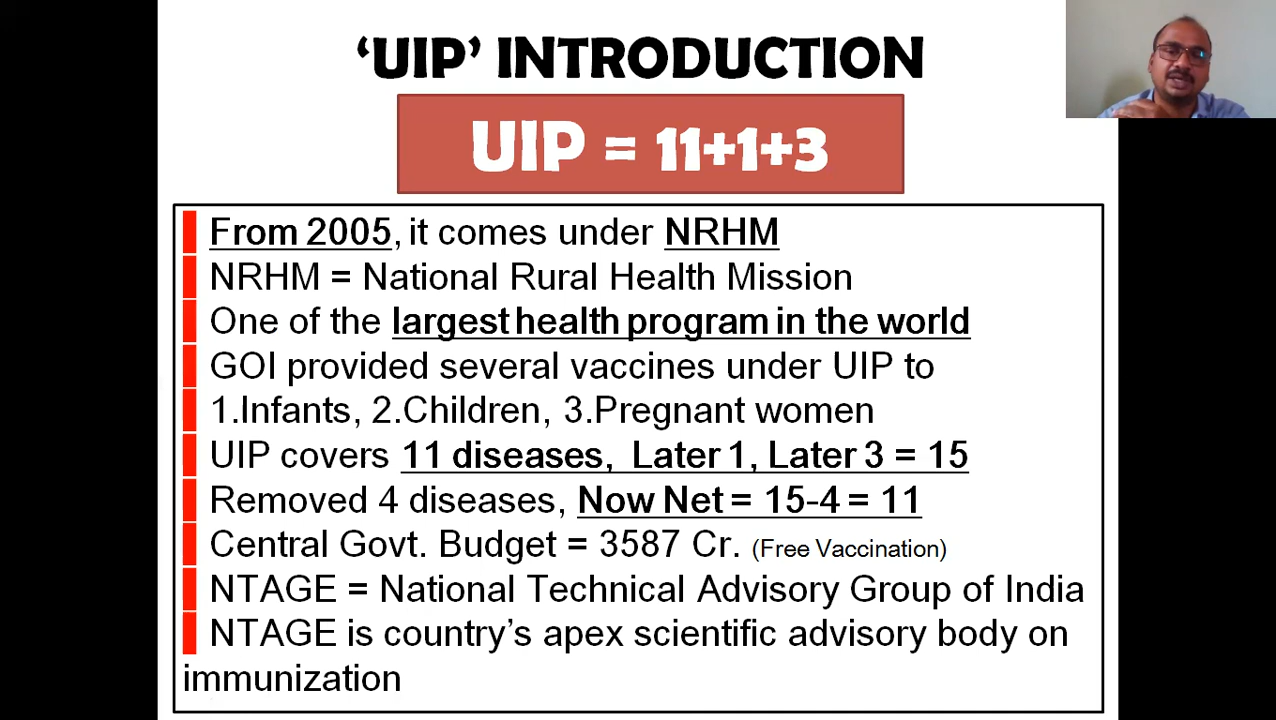 ‘UIP’ INTRODUCTION
UIP = 11+1+3
From 2005, it comes under NRHM
NRHM = National Rural Health Mission
One of the largest health program in the world
GOI provided several vaccines under UIP to
1.Infants, 2.Children, 3.Pregnant women
UIP covers 11 diseases, Later 1, Later 3 = 15
Removed 4 diseases, Now Net = 15-4 = 11
Central Govt. Budget = 3587 Cr. (Free Vaccination)
NTAGE = National Technical Advisory Group of India
NTAGE is country’s apex scientific advisory body on
immunization